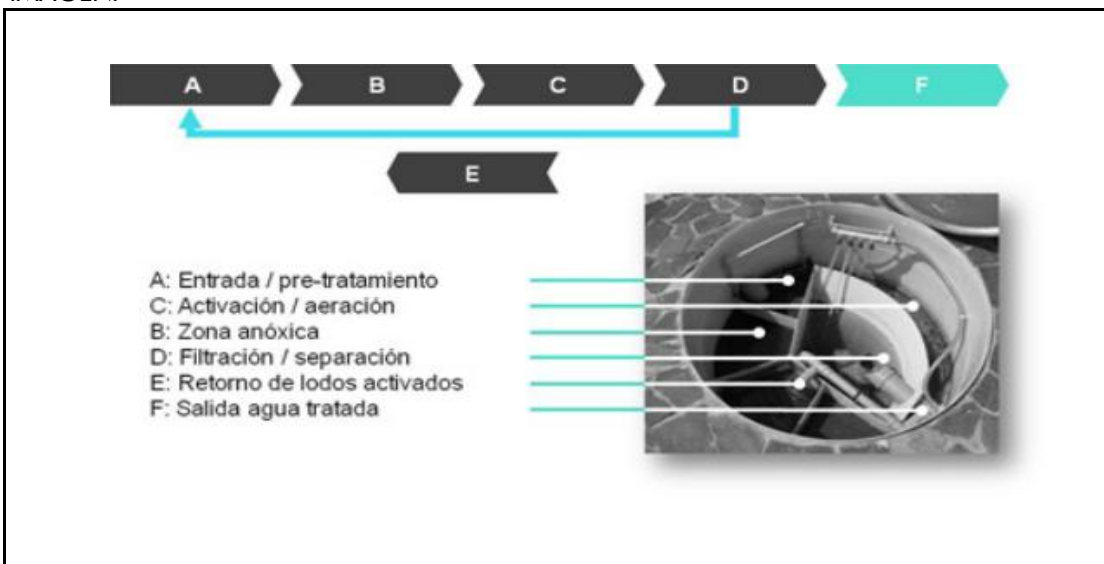 A
B
C
D
F
E
A: Entrada / pre-tratamiento
C: Activación / aeración
B: Zona anóxica
D: Filtración / separación
E: Retorno de lodos activados
F: Salida agua tratada